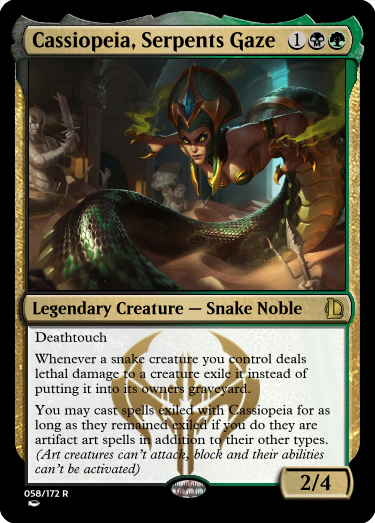 Cassiopeia, Serpents Gaze 1
Legendary Creature — Snake Noble
Deathtouch
Whenever a snake creature you control deals
lethal damage to a creature exile it instead of
putting it into its owners graveyard.
You may cast spells exiled with Cassiopeia for as
long as they remained exiled if you do they are
artifact art spells in addition to their other types.
(Art creatures can't attack, block and their abilities
can't be activated)
2/4
058/172 R